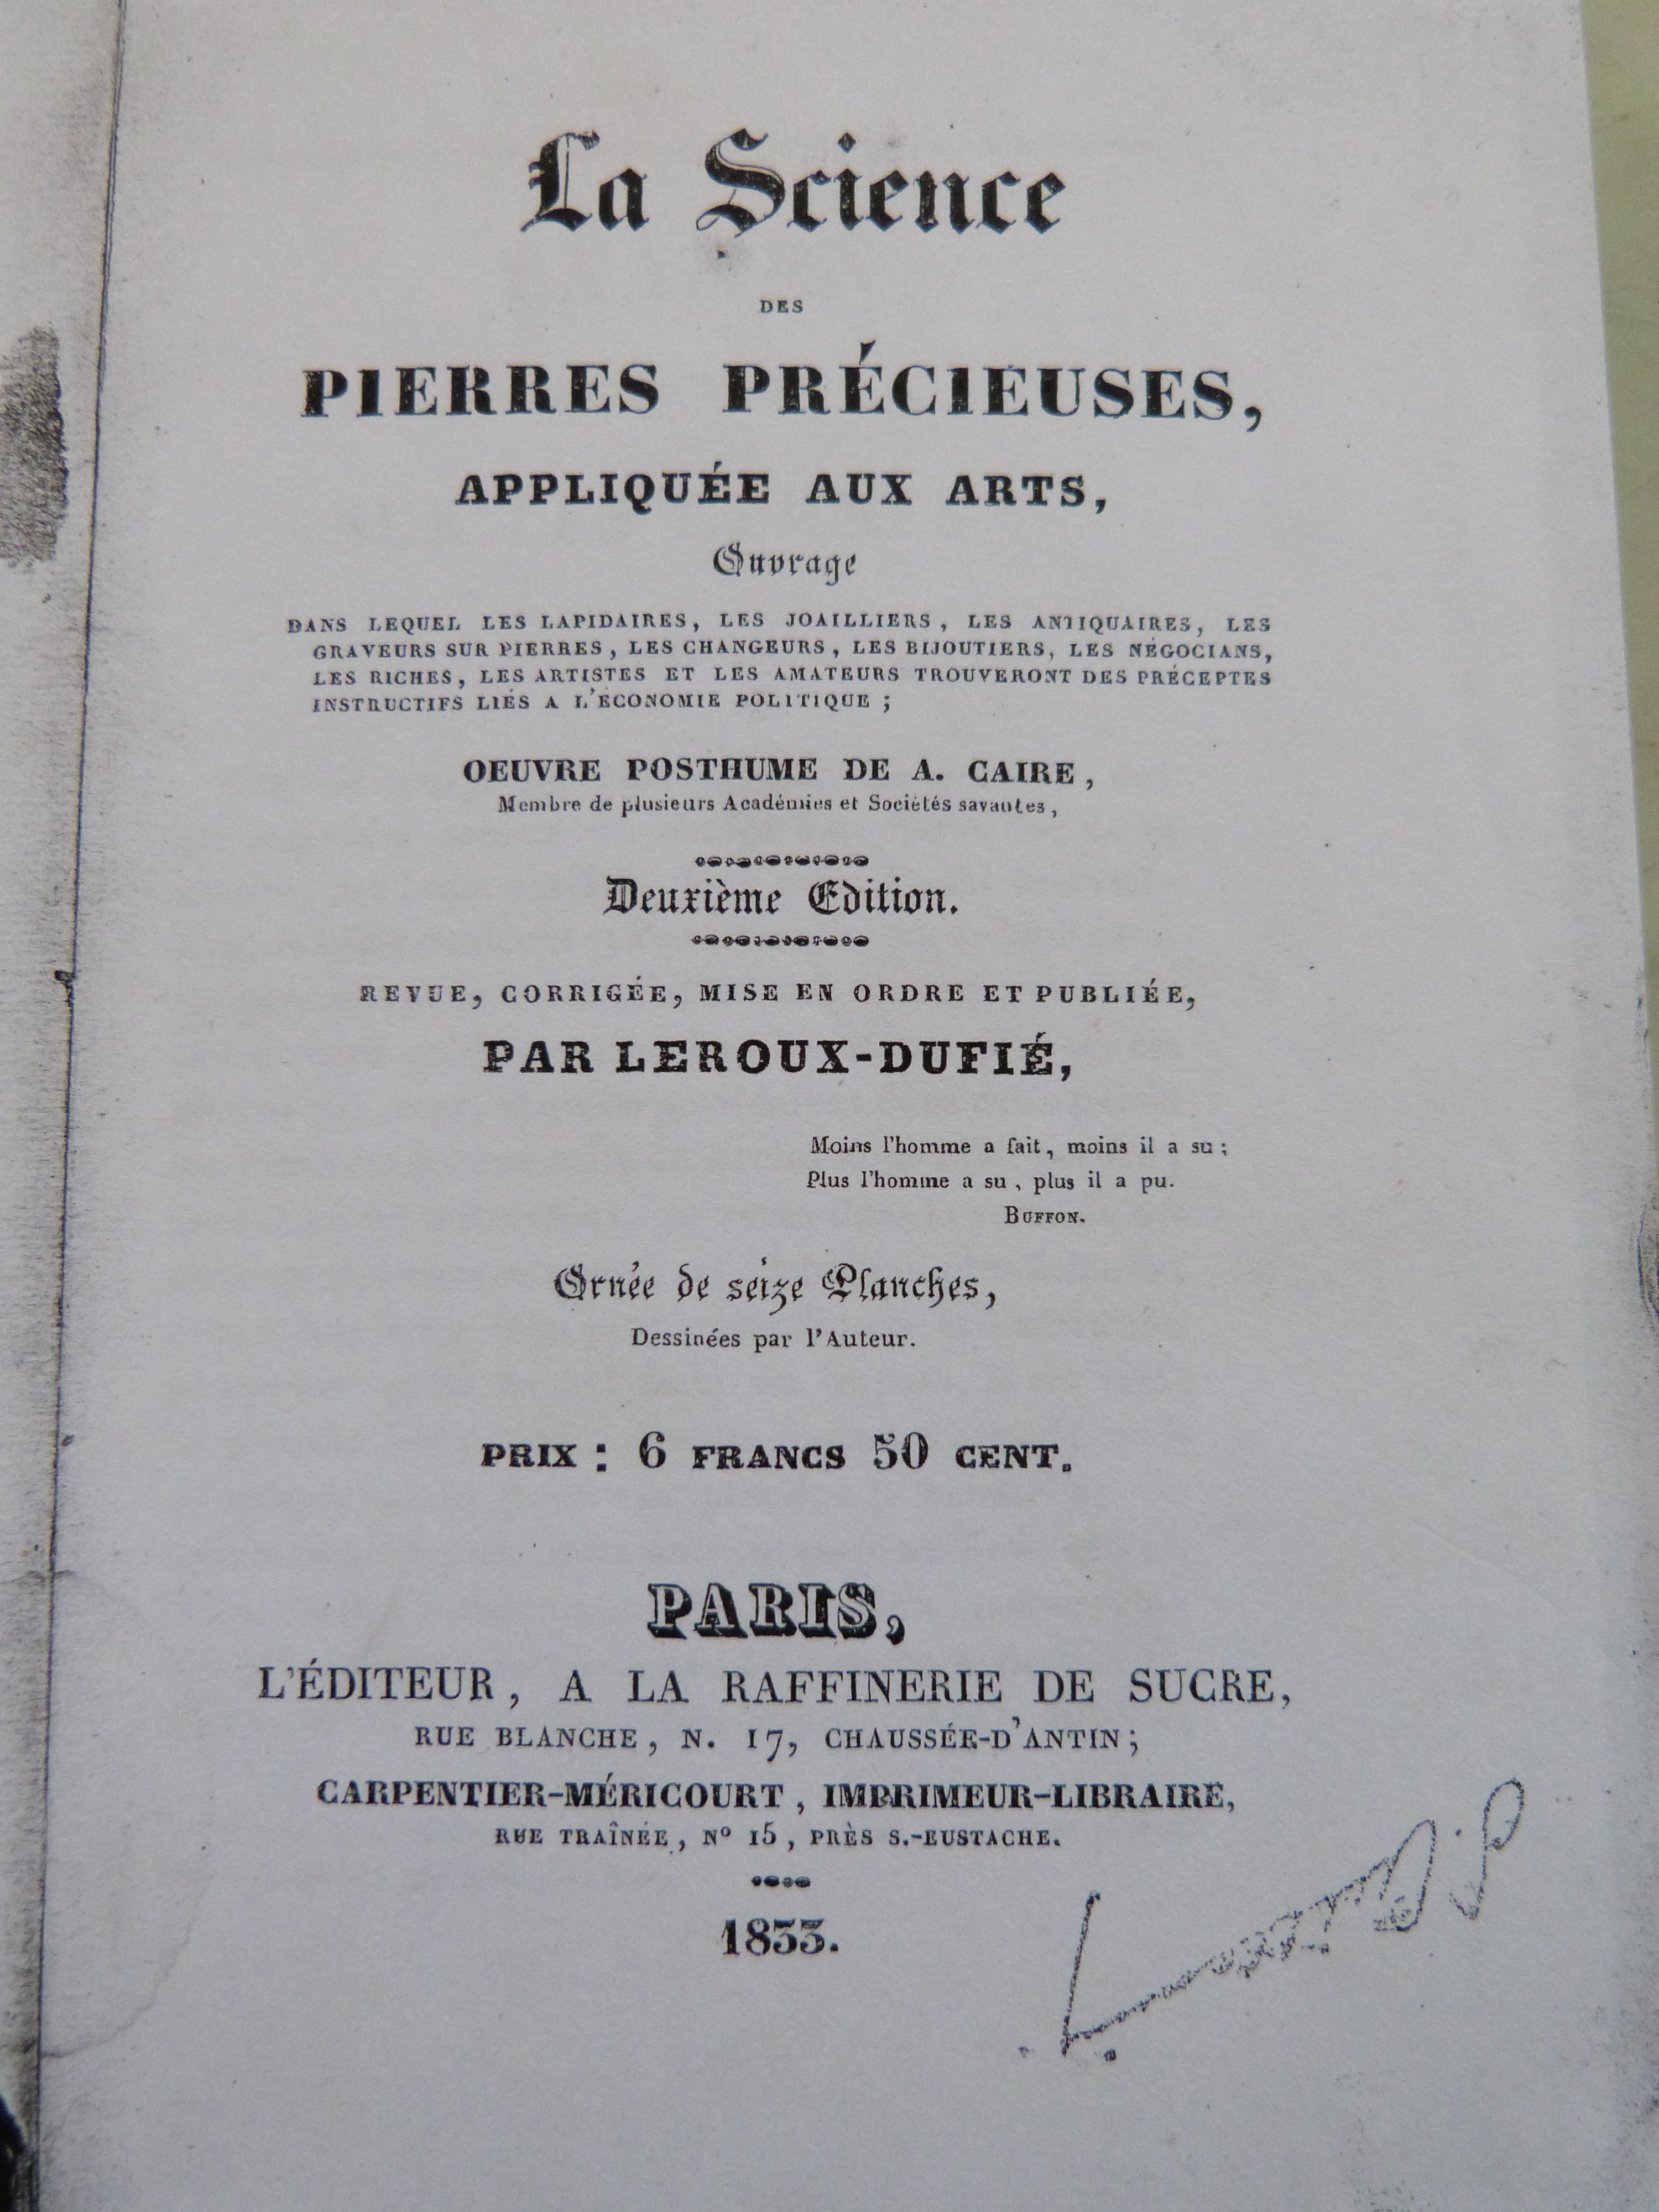 La Science
DES
PIERRES PRÉCIEUSES,
APPLIQUÉE AUX ARTS,
Ouvrage
DANS LEQUEL LES LAPIDAIRES, LES JOAILLIERS, LES ANTIQUAIRES, LES
GRAVEURS SUR PIERRES, LES CHANGEURS, LES BIJOUTIERS, LES NÉGOCIANS,
LES RICHES, LES ARTISTES ET LES AMATEURS TROUVERONT DES PRÉCEPTES
INSTRUCTIFS LIÉS A L'ÉCONOMIE POLITIQUE ;
OEUVRE POSTHUME DE A. CAIRE,
Membre de plusieurs Académies et Sociétés savantes,
Deuxième Edition.
REVUE, CORRIGÉE, MISE EN ORDRE ET PUBLIÉE,
PAR LEROUX-DUFIÉ,
Moins l'homme a fait, moins il a su ;
Plus l'homme a su, plus il a pu.
BUFFON.
Ornée de seize Planches,
Dessinées par l'Auteur.
PRIX : 6 FRANCS 50 CENT.
PARIS,
L'ÉDITEUR, A LA RAFFINERIE DE SUCRE,
RUE BLANCHE, N. 17, CHAUSSÉE-D'ANTIN ;
CARPENTIER-MÉRICOURT, IMPRIMEUR-LIBRAIRE,
RUE TRAÎNÉE, Nº 15, PRÈS S.-EUSTACHE.
1833.